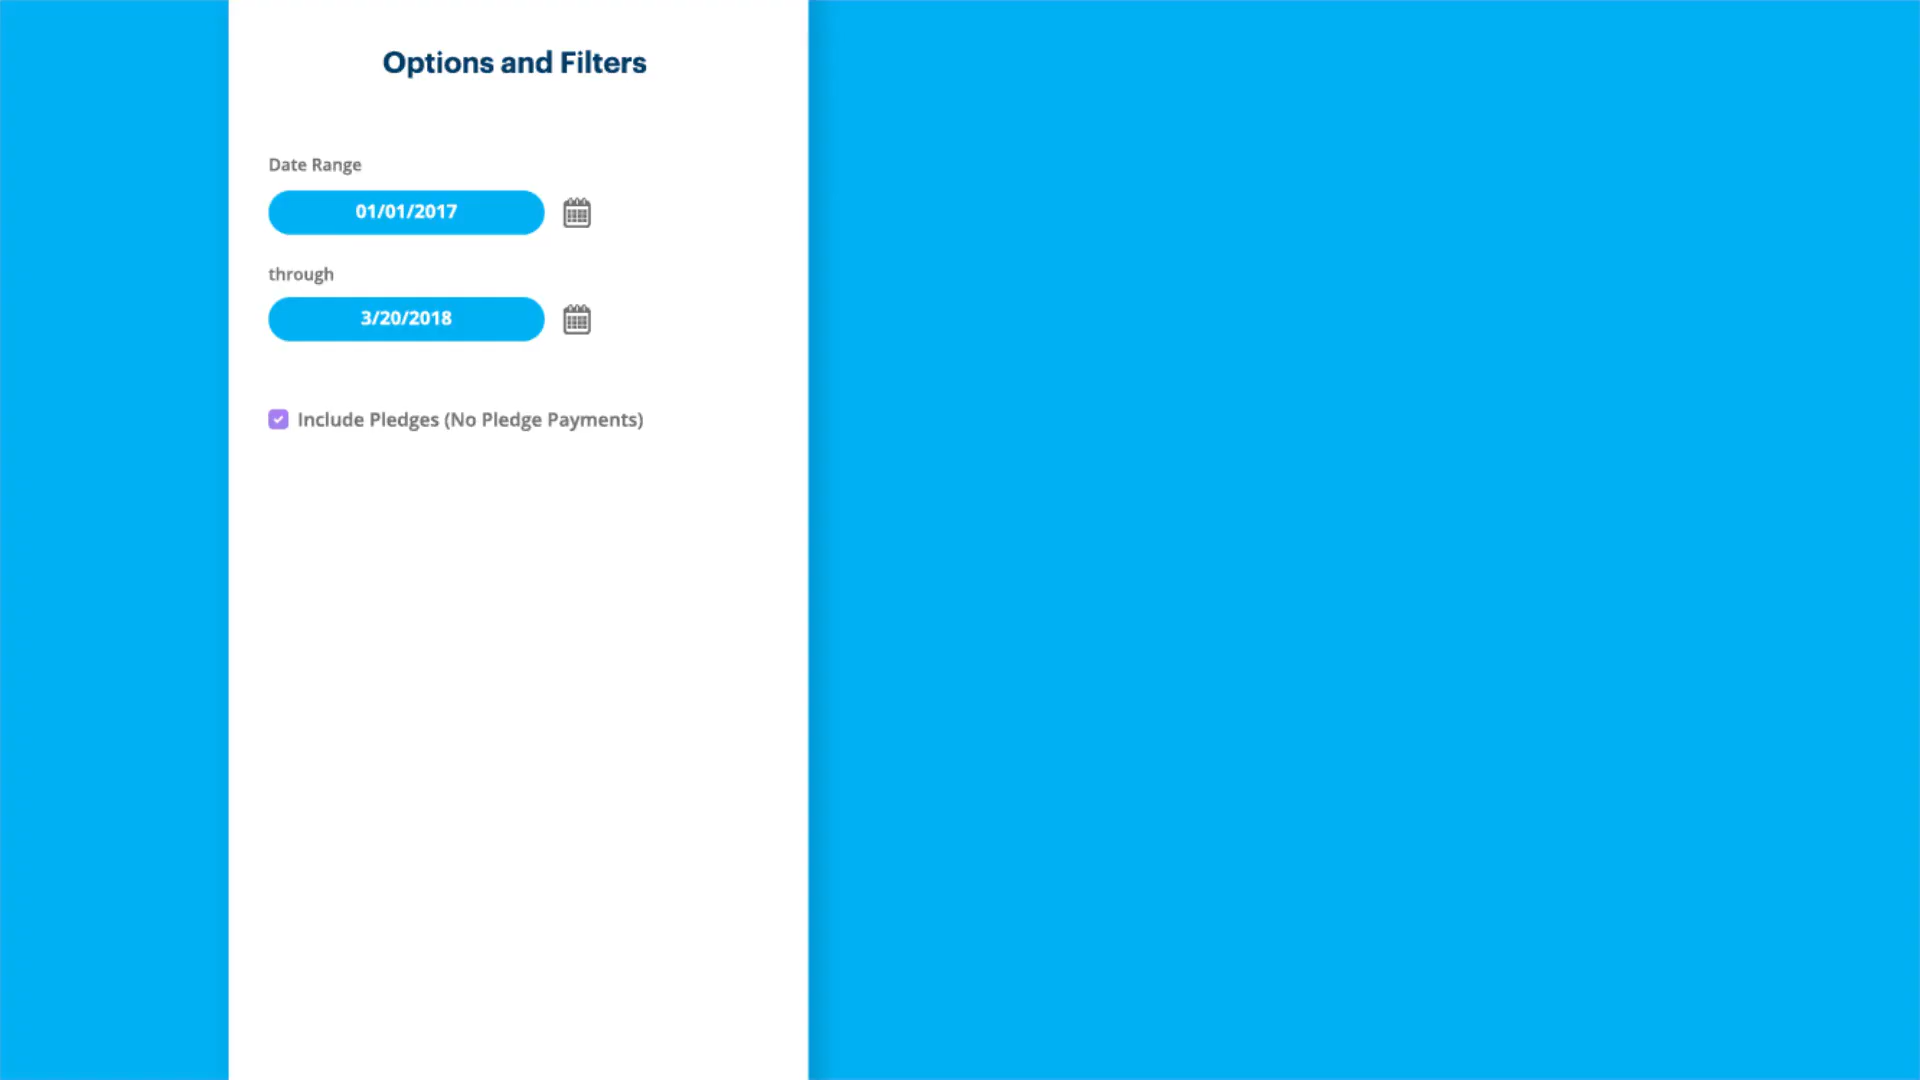 Options and Filters
Date Range
01/01/2017
through
3/20/2018
Include Pledges (No Pledge Payments)